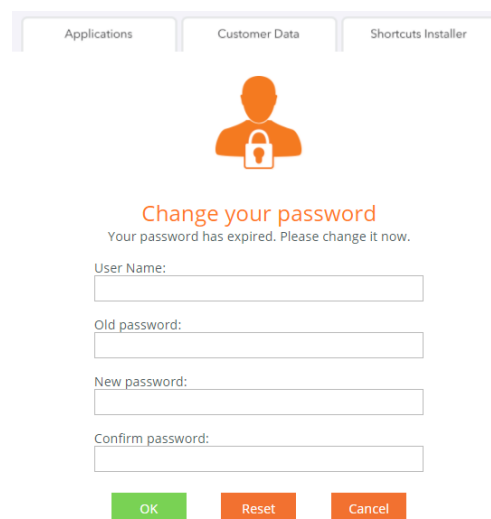 Applications Customer Data Shortcuts Installer
Change your password
Your password has expired. Please change it now.
User Name:
Old password:
New password:
Confirm password:
OK Reset Cancel